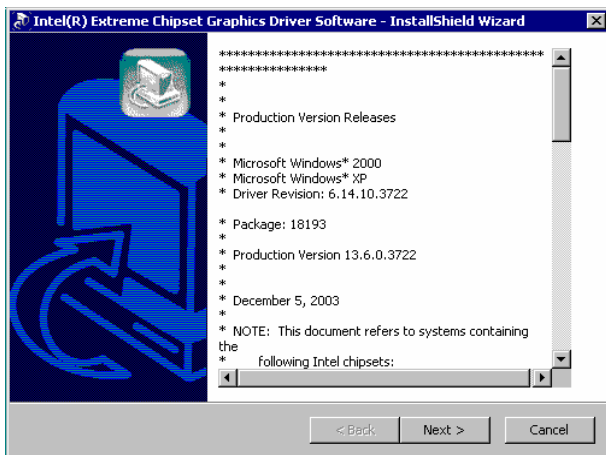 Intel(R) Extreme Chipset Graphics Driver Software - InstallShield Wizard
*********************************************
***************
*
*
* Production Version Releases
*
*
* Microsoft Windows* 2000
* Microsoft Windows* XP
* Driver Revision: 6.14.10.3722
*
* Package: 18193
*
* Production Version 13.6.0.3722
*
*
* December 5, 2003
*
* NOTE: This document refers to systems containing
the
* following Intel chipsets:
< Back
Next >
Cancel